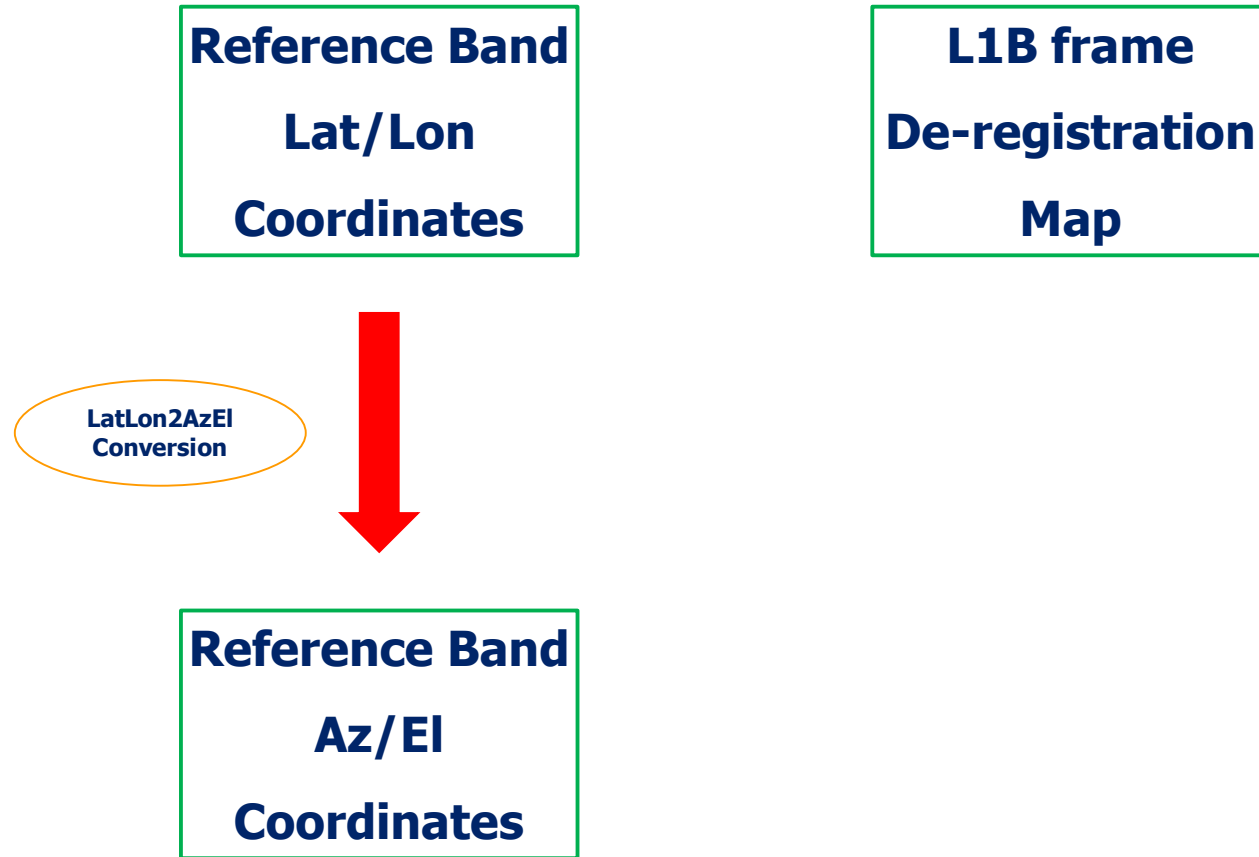 Reference Band
Lat/Lon
Coordinates
L1B frame
De-registration
Map
LatLon2AzEl
Conversion
Reference Band
Az/El
Coordinates